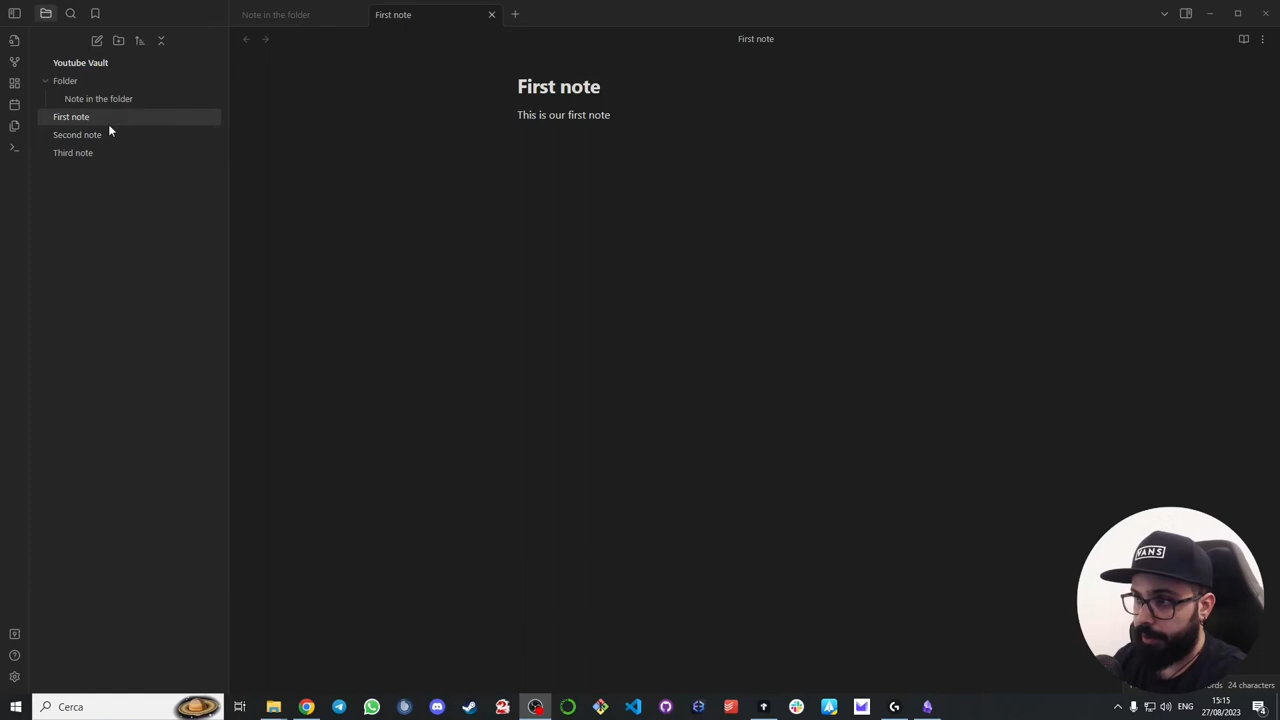 Note in the folder
First note
First note
Youtube Vault
Folder
Note in the folder
First note
Second note
Third note
First note
This is our first note
VANS
24 characters
Cerca
15:15
27/08/2023